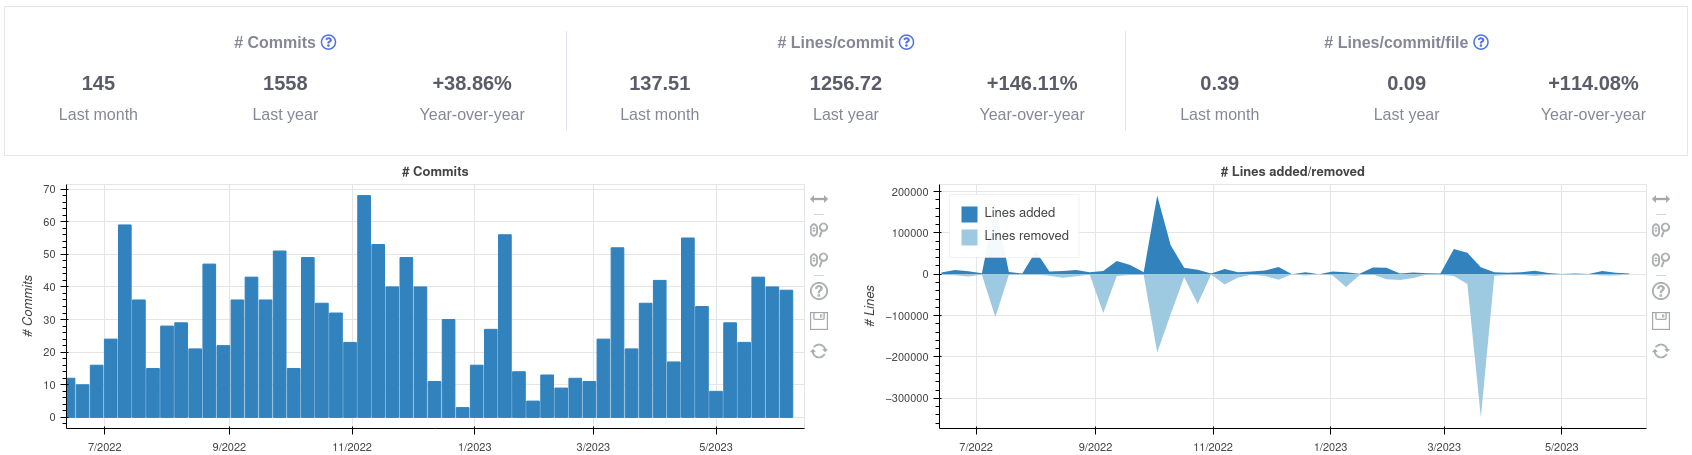 # Commits
# Lines/commit
# Lines/commit/file
145
1558
+38.86%
137.51
1256.72
+146.11%
0.39
0.09
+114.08%
Last month
Last year
Year-over-year
Last month
Last year
Year-over-year
Last month
Last year
Year-over-year
# Commits
70
60
50
40
30
20
10
0
# Commits
7/2022
9/2022
11/2022
1/2023
3/2023
5/2023
# Lines added/removed
Lines added
Lines removed
200000
100000
0
−100000
−200000
−300000
# Lines
7/2022
9/2022
11/2022
1/2023
3/2023
5/2023